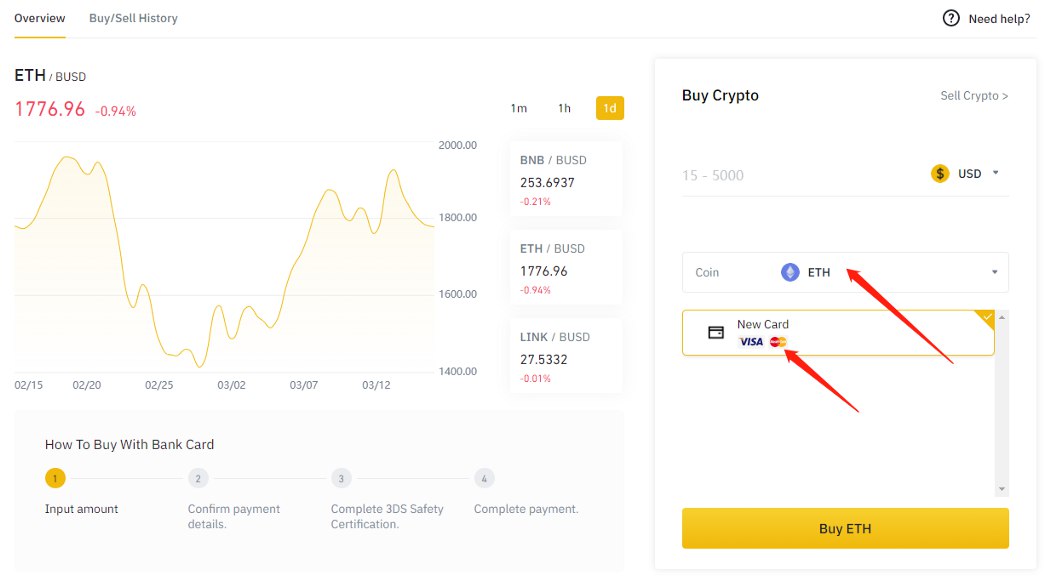 Overview
Buy/Sell History
Need help?
ETH / BUSD
1776.96 -0.94%
1m
1h
1d
2000.00
1800.00
1600.00
1400.00
02/15
02/20
02/25
03/02
03/07
03/12
BNB / BUSD
253.6937
-0.21%
ETH / BUSD
1776.96
-0.94%
LINK / BUSD
27.5332
-0.01%
How To Buy With Bank Card
1
2
3
4
Input amount
Confirm payment
details.
Complete 3DS Safety
Certification.
Complete payment.
Buy Crypto
Sell Crypto >
15 - 5000
$ USD
Coin
ETH
New Card
VISA
Buy ETH